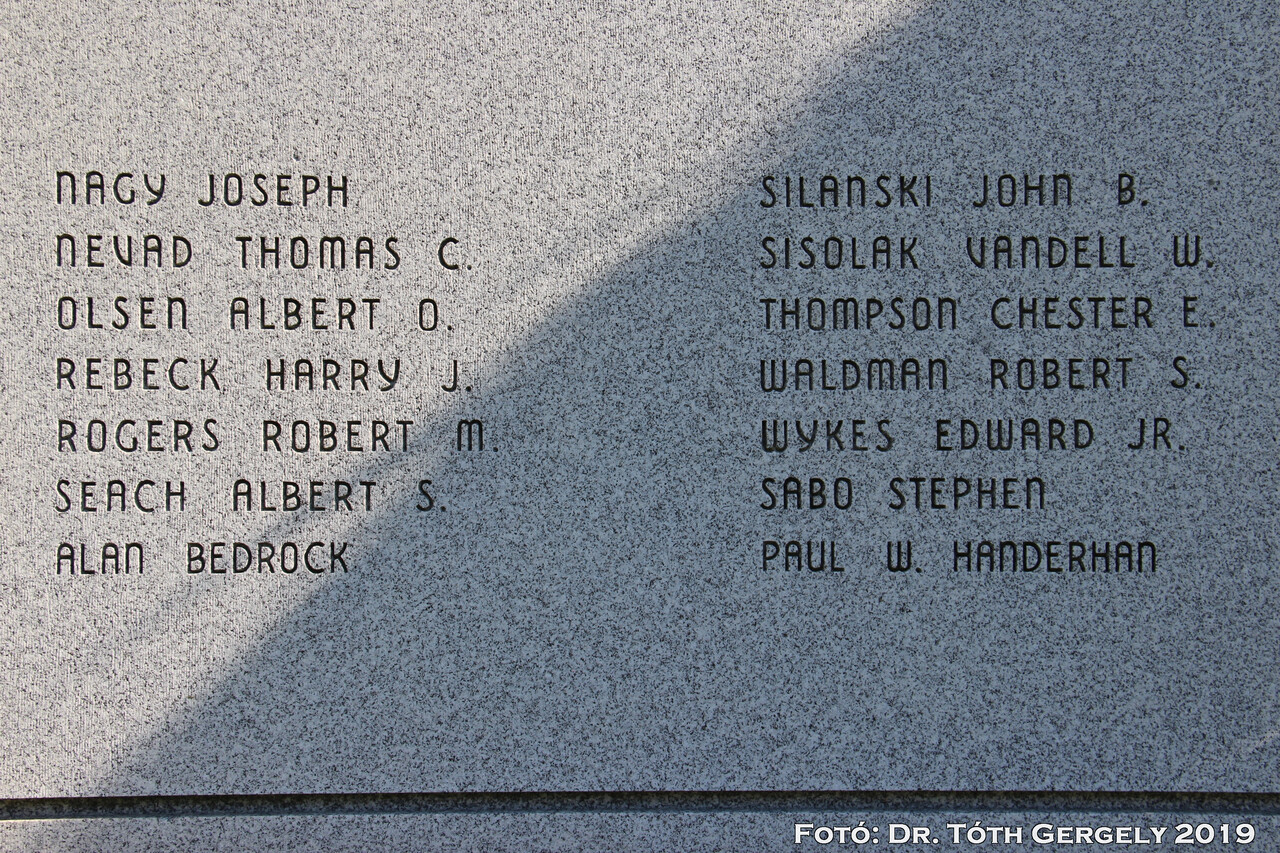 NAGY JOSEPH
NEVAD THOMAS C.
OLSEN ALBERT O.
REBECK HARRY J.
ROGERS ROBERT M.
SEACH ALBERT S.
ALAN BEDROCK
SILANSKI JOHN B.
SISOLAK VANDELL W.
THOMPSON CHESTER E.
WALDMAN ROBERT S.
WYKES EDWARD JR.
SABO STEPHEN
PAUL W. HANDERHAN
Fotó: Dr. Tóth Gergely 2019